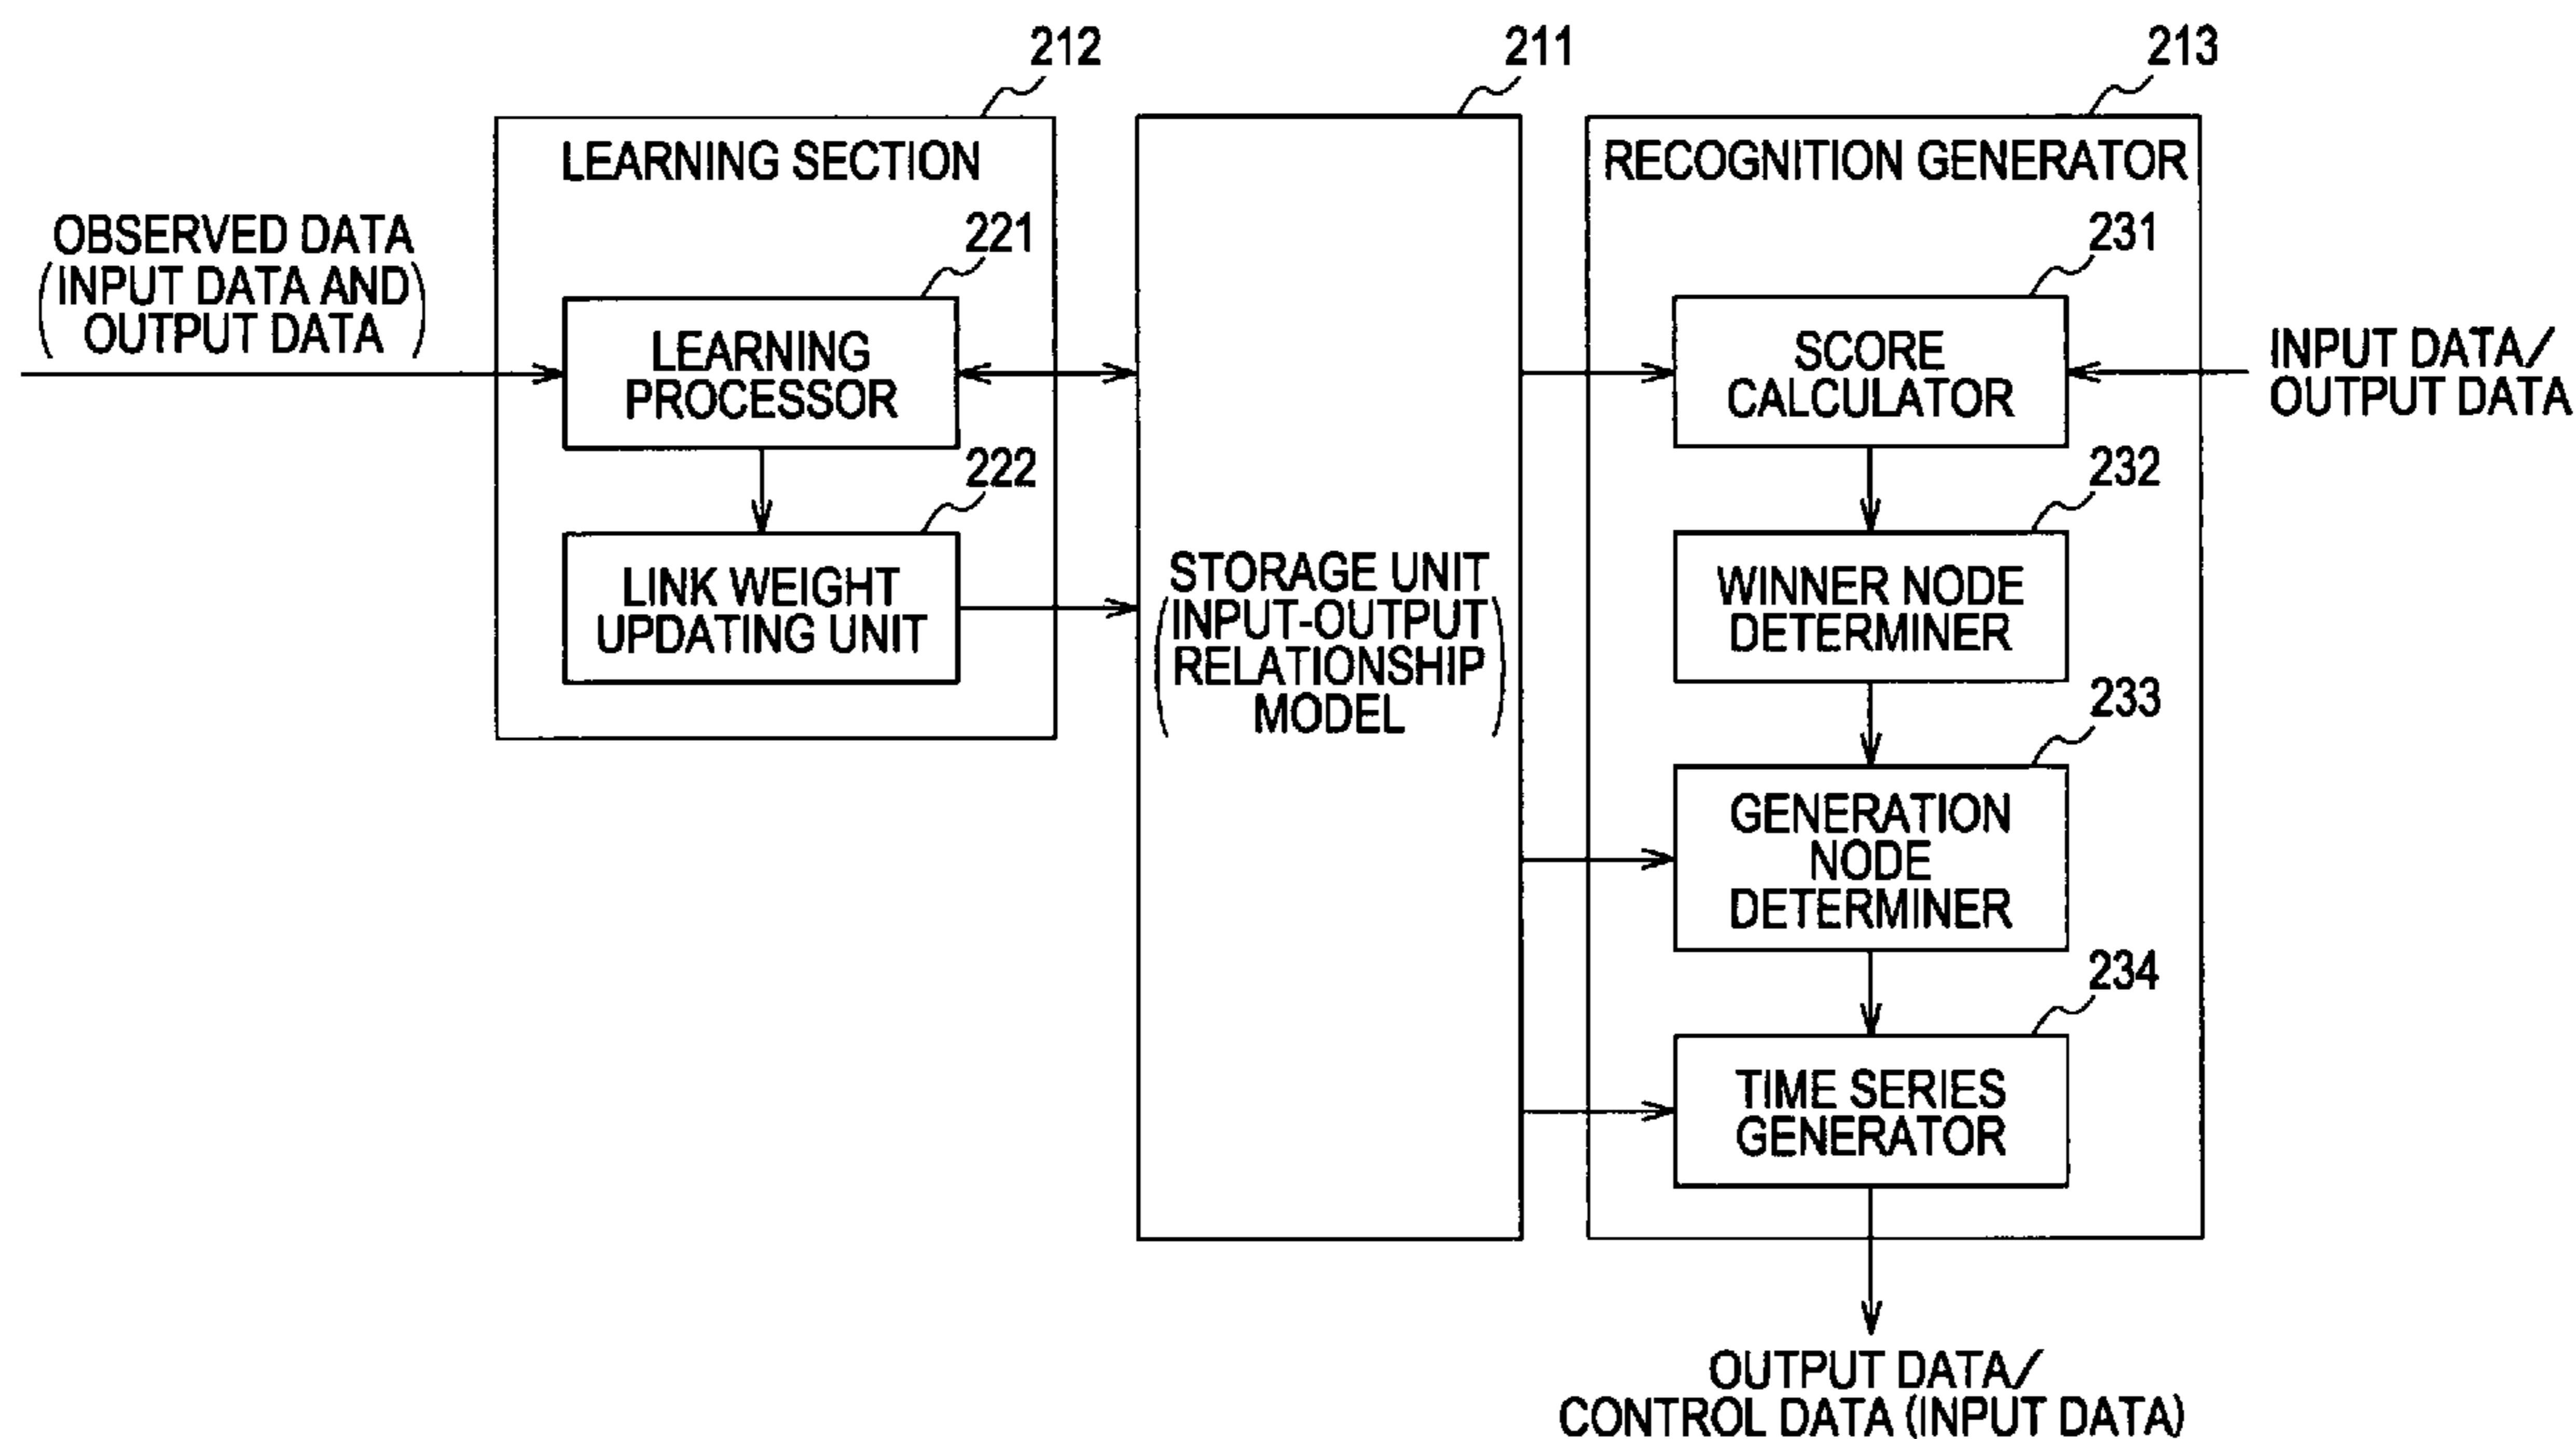 212
211
213
LEARNING SECTION
RECOGNITION GENERATOR
OBSERVED DATA
(INPUT DATA AND
OUTPUT DATA)
221
LEARNING
PROCESSOR
222
LINK WEIGHT
UPDATING UNIT
STORAGE UNIT
(INPUT-OUTPUT
RELATIONSHIP
MODEL)
231
SCORE
CALCULATOR
INPUT DATA/
OUTPUT DATA
232
WINNER NODE
DETERMINER
233
GENERATION
NODE
DETERMINER
234
TIME SERIES
GENERATOR
OUTPUT DATA/
CONTROL DATA (INPUT DATA)